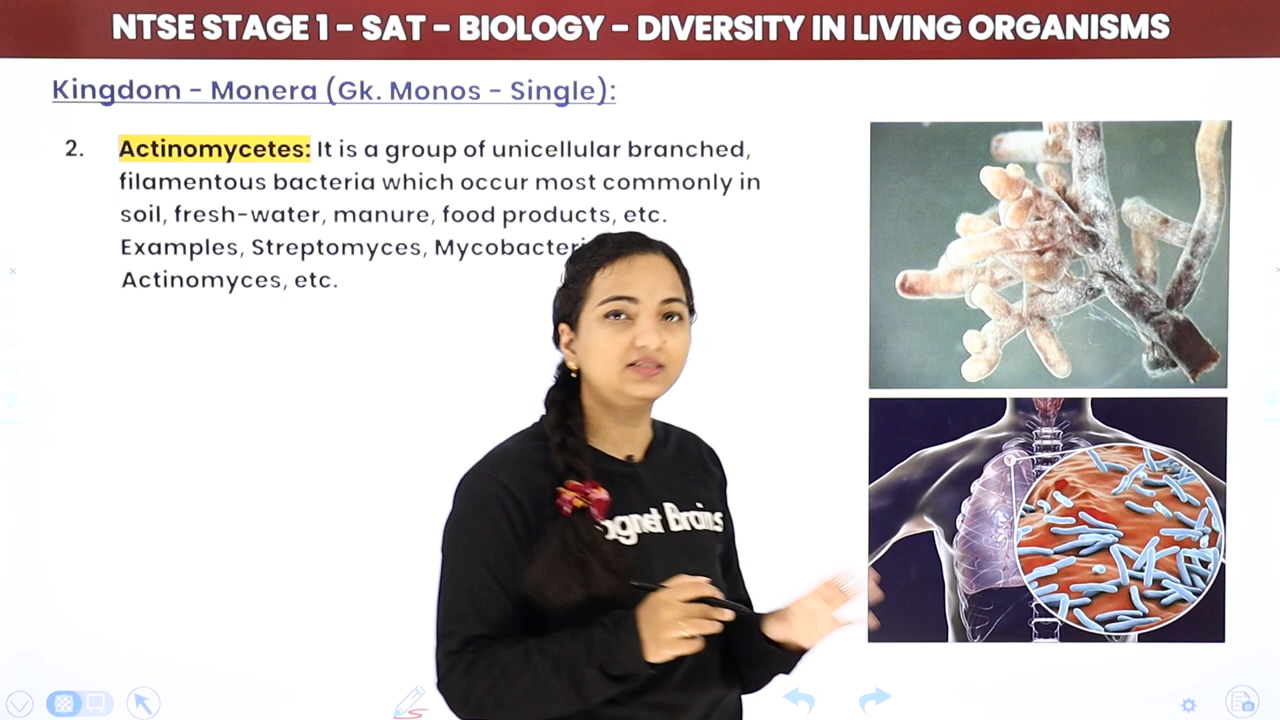 NTSE STAGE 1 – SAT – BIOLOGY – DIVERSITY IN LIVING ORGANISMS
Kingdom – Monera (Gk. Monos – Single):
2. Actinomycetes: It is a group of unicellular branched,
filamentous bacteria which occur most commonly in
soil, fresh-water, manure, food products, etc.
Examples, Streptomyces,
Actinomyces, etc.
Brains